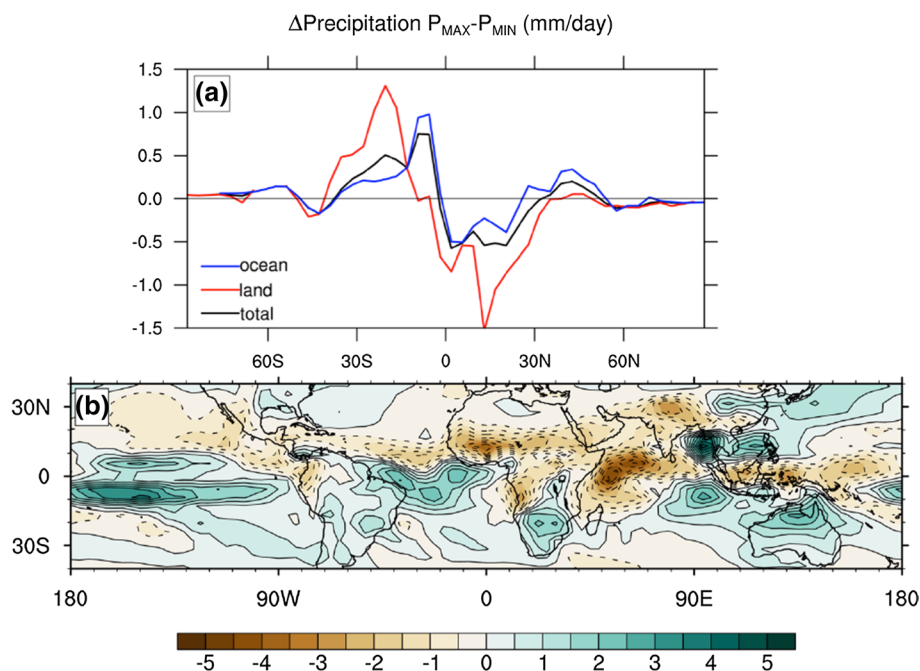 ΔPrecipitation PMAX-PMIN (mm/day)
1.5
(a)
1.0
0.5
0.0
-0.5
ocean
-1.0
land
total
-1.5
60S 30S 0 30N 60N
(b)
30N
0
30S
180 90W 0 90E 180
-5 -4 -3 -2 -1 0 1 2 3 4 5